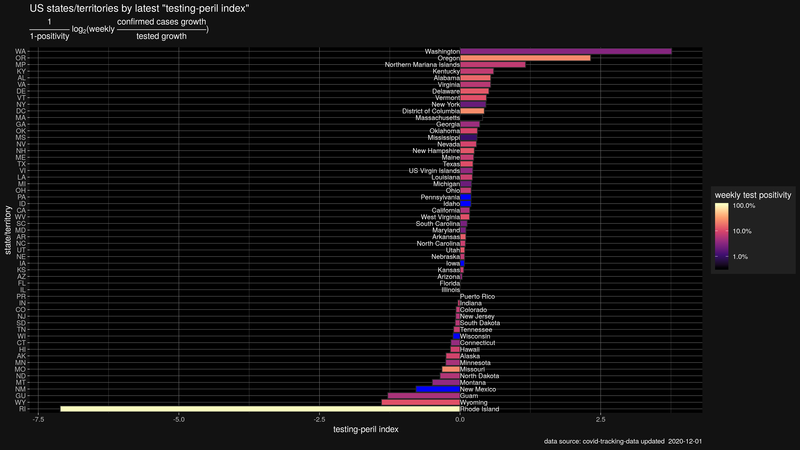 US states/territories by latest "testing-peril index"
1
1-positivity
log2(weekly
confirmed cases growth
tested growth
)
WA Washington
OR Oregon
MP Northern Mariana Islands
KY Kentucky
AL Alabama
VA Virginia
DE Delaware
VT Vermont
NY New York
DC District of Columbia
MA Massachusetts
GA Georgia
OK Oklahoma
MS Mississippi
NV Nevada
NH New Hampshire
ME Maine
TX Texas
VI US Virgin Islands
LA Louisiana
MI Michigan
OH Ohio
PA Pennsylvania
ID Idaho
CA California
WV West Virginia
SC South Carolina
MD Maryland
AR Arkansas
NC North Carolina
UT Utah
NE Nebraska
IA Iowa
KS Kansas
AZ Arizona
FL Florida
IL Illinois
PR Puerto Rico
IN Indiana
CO Colorado
NJ New Jersey
SD South Dakota
TN Tennessee
WI Wisconsin
CT Connecticut
HI Hawaii
AK Alaska
MN Minnesota
MO Missouri
ND North Dakota
MT Montana
NM New Mexico
GU Guam
WY Wyoming
RI Rhode Island
state/territory
-7.5 -5.0 -2.5 0.0 2.5
testing-peril index
weekly test positivity
100.0%
10.0%
1.0%
data source: covid-tracking-data updated 2020-12-01